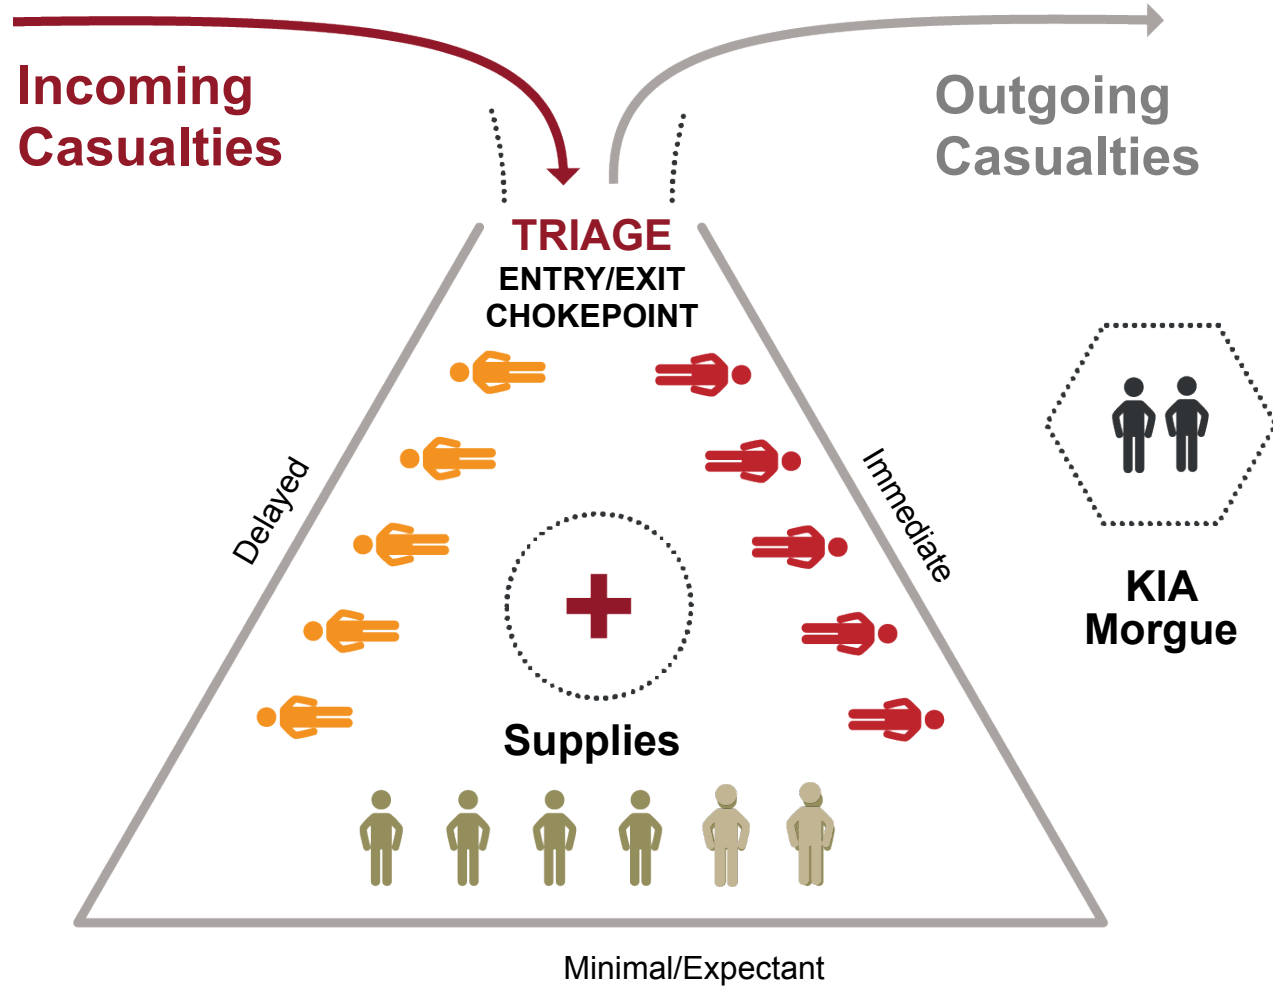 Incoming
Casualties
Outgoing
Casualties
TRIAGE
ENTRY/EXIT
CHOKEPOINT
Delayed
Immediate
KIA
Morgue
Supplies
Minimal/Expectant